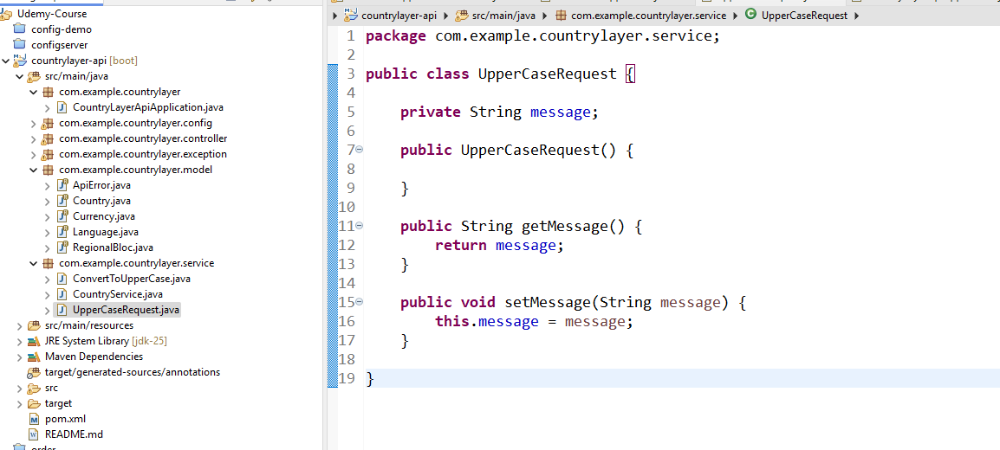 Udemy-Course
config-demo
configserver
countrylayer-api [boot]
src/main/java
com.example.countrylayer
CountryLayerApiApplication.java
com.example.countrylayer.config
com.example.countrylayer.controller
com.example.countrylayer.exception
com.example.countrylayer.model
ApiError.java
Country.java
Currency.java
Language.java
RegionalBloc.java
com.example.countrylayer.service
ConvertToUpperCase.java
CountryService.java
UpperCaseRequest.java
src/main/resources
JRE System Library [jdk-25]
Maven Dependencies
target/generated-sources/annotations
src
target
pom.xml
README.md
countrylayer-api src/main/java com.example.countrylayer.service UpperCaseRequest
1 package com.example.countrylayer.service;
2
3 public class UpperCaseRequest {
4
5 private String message;
6
7 public UpperCaseRequest() {
8
9 }
10
11 public String getMessage() {
12 return message;
13 }
14
15 public void setMessage(String message) {
16 this.message = message;
17 }
18
19 }